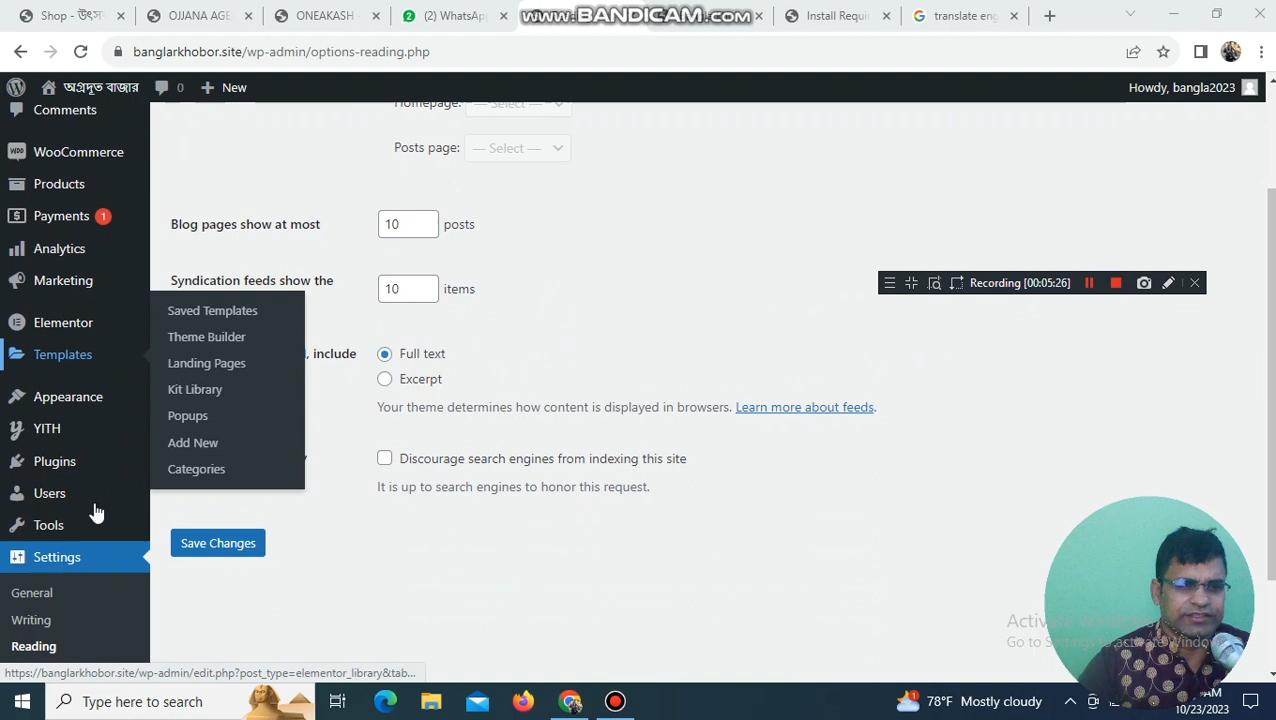 Shop - উৎস
OJJANA AGE
ONEAKASH -
(2) WhatsApp
WWW.BANDICAM.COM
Install Requi
translate eng
banglarkhobor.site/wp-admin/options-reading.php
অগ্রদূত বাজার
0
New
Howdy, bangla2023
Comments
Homepage:
— Select —
WooCommerce
Posts page:
— Select —
Products
Payments 1
Blog pages show at most
10
posts
Analytics
Marketing
Syndication feeds show the
10
items
Recording [00:05:26]
Elementor
Saved Templates
Templates
Theme Builder
, include
Full text
Landing Pages
Excerpt
Appearance
Kit Library
Your theme determines how content is displayed in browsers. Learn more about feeds.
YITH
Popups
Add New
Plugins
Categories
Discourage search engines from indexing this site
It is up to search engines to honor this request.
Users
Tools
Save Changes
Settings
General
Writing
Reading
Activate Windows
Go to Settings to activate Windows.
https://banglarkhobor.site/wp-admin/edit.php?post_type=elementor_library&tab...
Type here to search
1
78°F Mostly cloudy
AM
10/23/2023